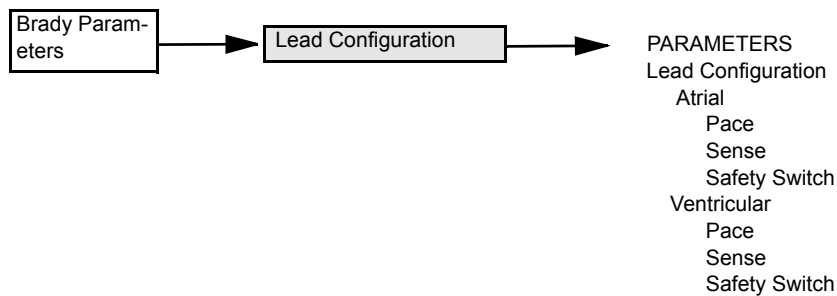 Brady Param-
eters
Lead Configuration
PARAMETERS
Lead Configuration
Atrial
Pace
Sense
Safety Switch
Ventricular
Pace
Sense
Safety Switch